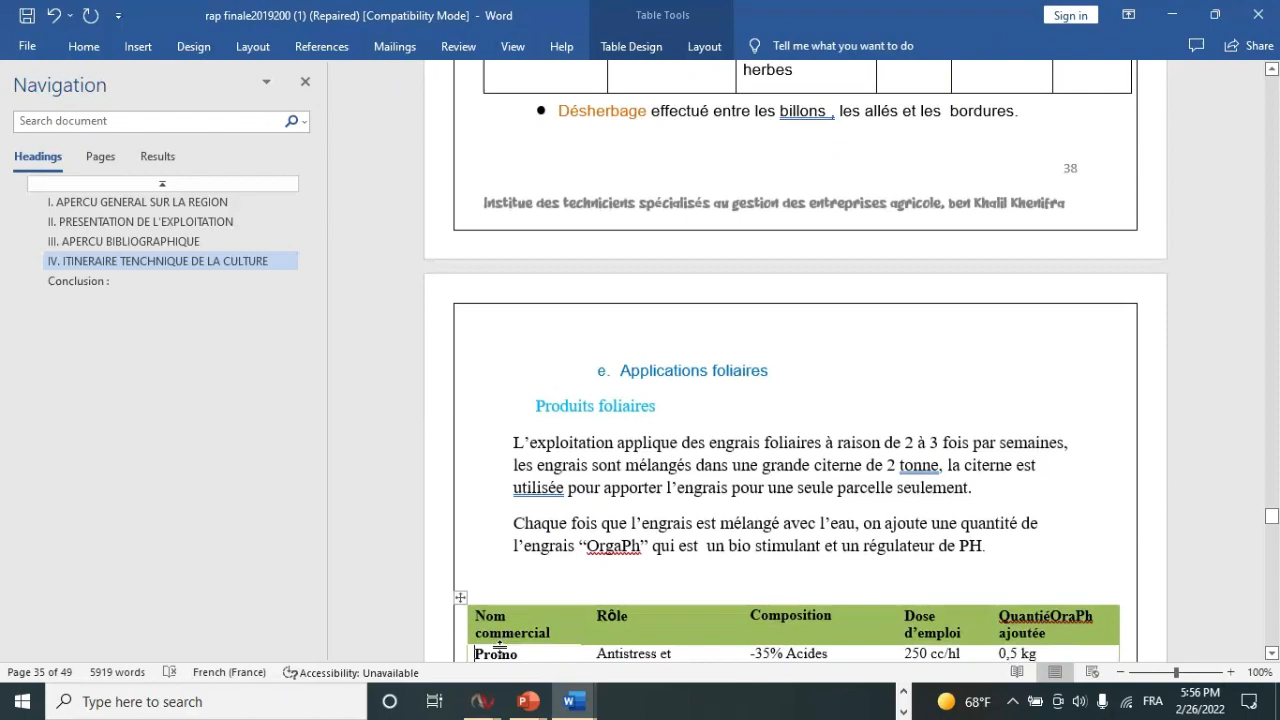 rap finale2019200 (1) (Repaired) [Compatibility Mode] - Word
Table Tools
Sign in
File Home Insert Design Layout References Mailings Review View Help Table Design Layout Tell me what you want to do Share
Navigation
Search document
Headings Pages Results
I. APERCU GENERAL SUR LA REGION
II. PRESENTATION DE L'EXPLOITATION
III. APERCU BIBLIOGRAPHIQUE
IV. ITINERAIRE TENCHNIQUE DE LA CULTURE
Conclusion :
herbes
● Désherbage effectué entre les billons , les allés et les bordures.
38
Institue des techniciens spécialisés au gestion des entreprises agricole, ben Khalil Khenifra
e. Applications foliaires
Produits foliaires
L’exploitation applique des engrais foliaires à raison de 2 à 3 fois par semaines,
les engrais sont mélangés dans une grande citerne de 2 tonne, la citerne est
utilisée pour apporter l’engrais pour une seule parcelle seulement.
Chaque fois que l’engrais est mélangé avec l’eau, on ajoute une quantité de
l’engrais “OrgaPh” qui est un bio stimulant et un régulateur de PH.
Nom Rôle Composition Dose QuantiéOraPh
commercial d’emploi ajoutée
Promo Antistress et -35% Acides 250 cc/hl 0,5 kg
Page 35 of 49 5919 words French (France) Accessibility: Unavailable 100%
Type here to search 68°F FRA
5:56 PM
2/26/2022